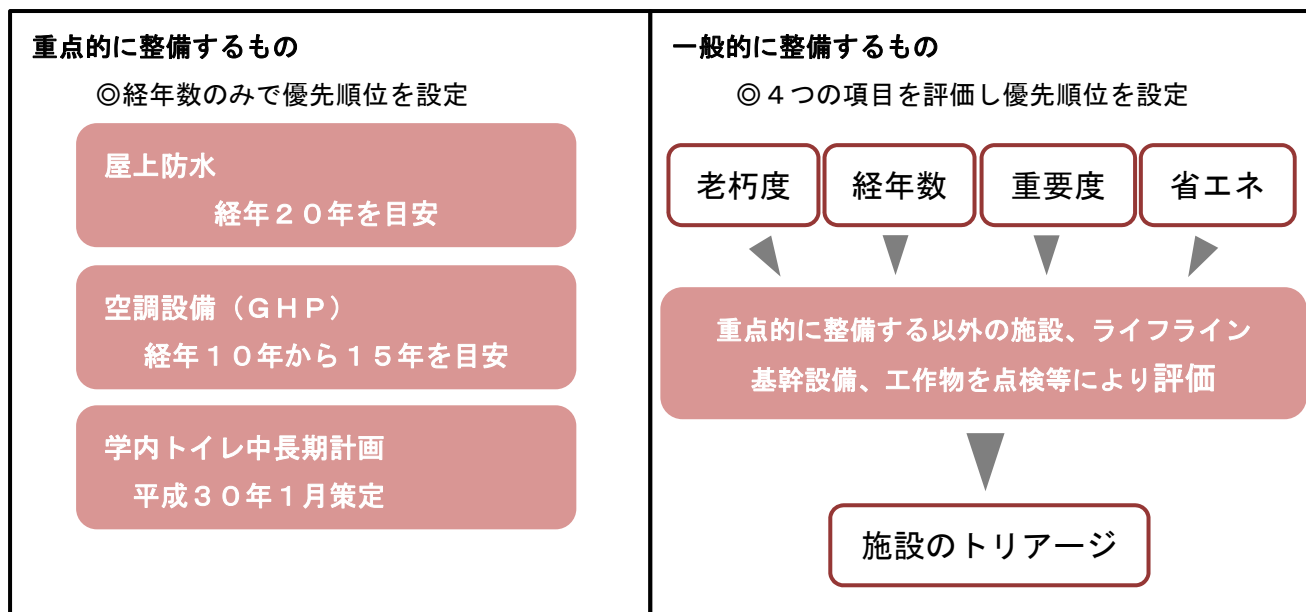 重点的に整備するもの
◎経年数のみで優先順位を設定
屋上防水
経年２０年を目安
空調設備（ＧＨＰ）
経年１０年から１５年を目安
学内トイレ中長期計画
平成３０年１月策定
一般的に整備するもの
◎４つの項目を評価し優先順位を設定
老朽度
経年数
重要度
省エネ
重点的に整備する以外の施設、ライフライン
基幹設備、工作物を点検等により評価
施設のトリアージ